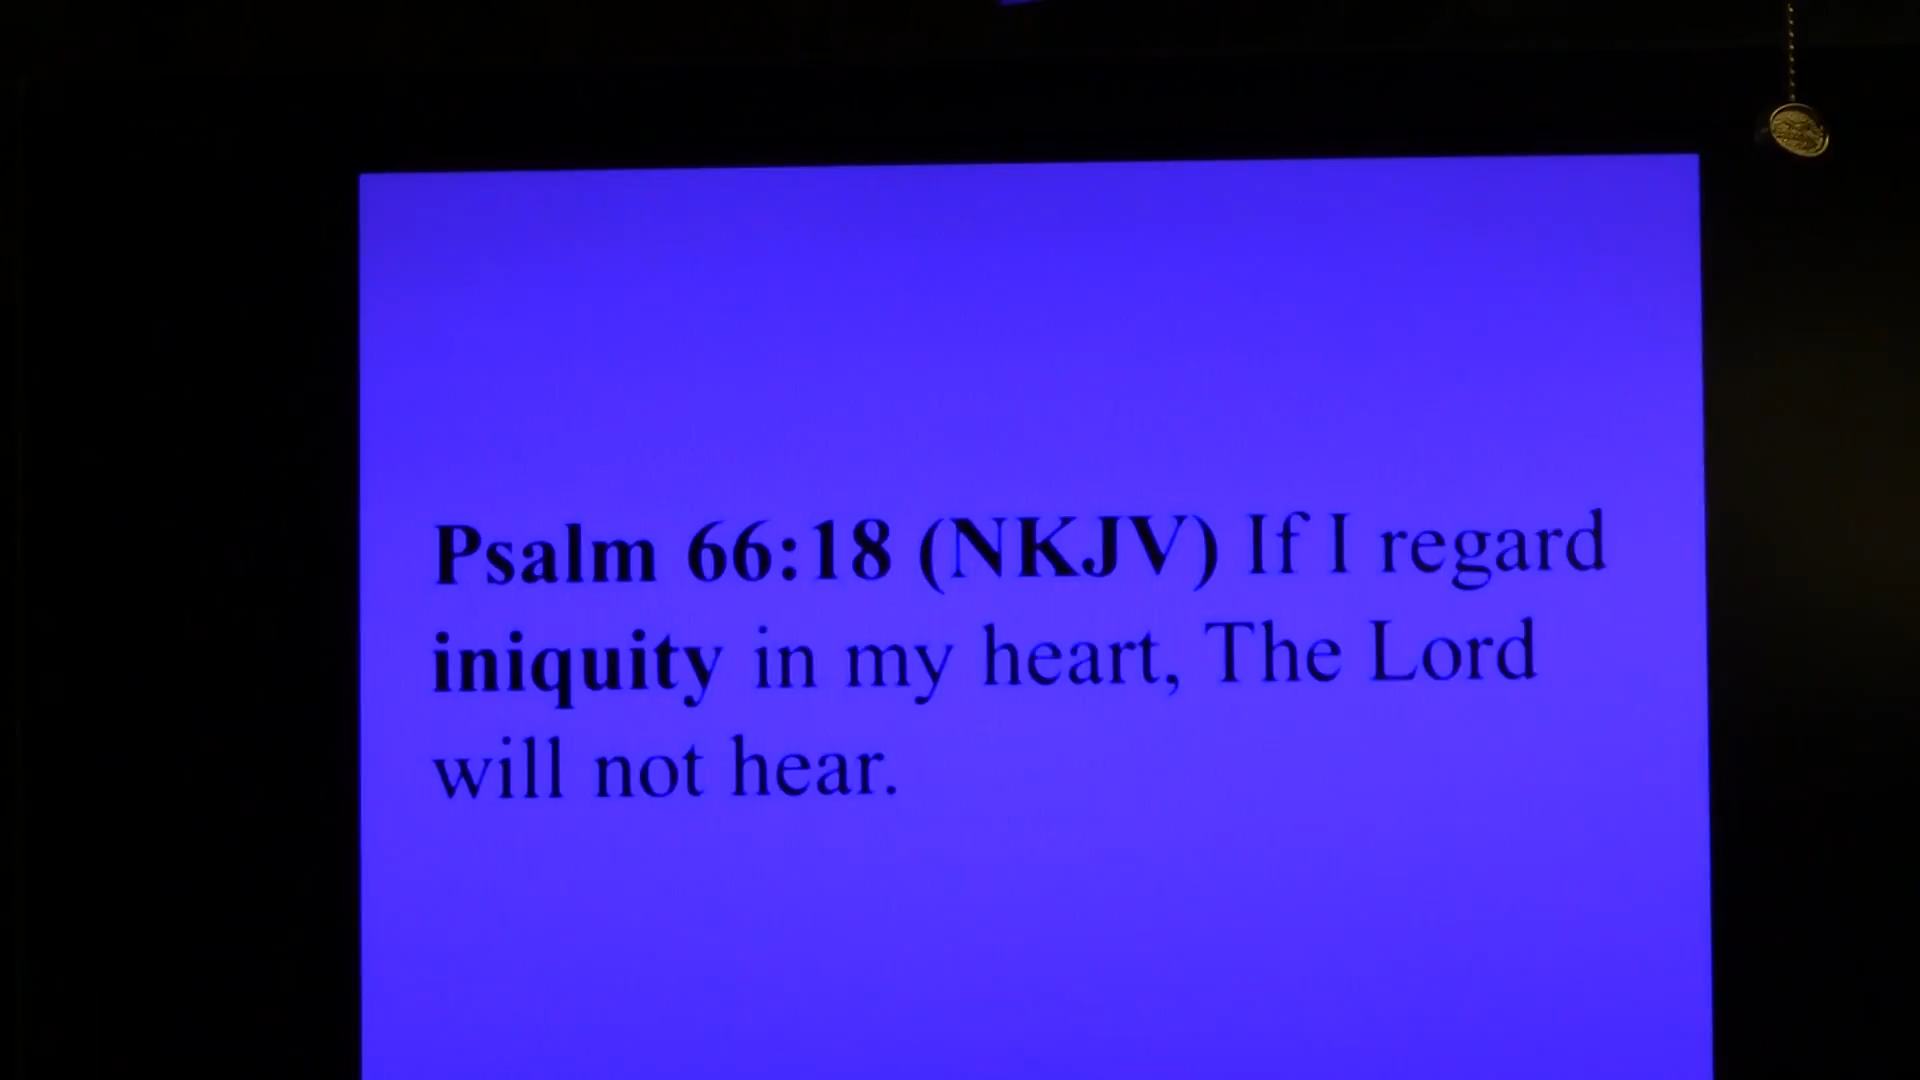 Psalm 66:18 (NKJV) If I regard
iniquity in my heart, The Lord
will not hear.